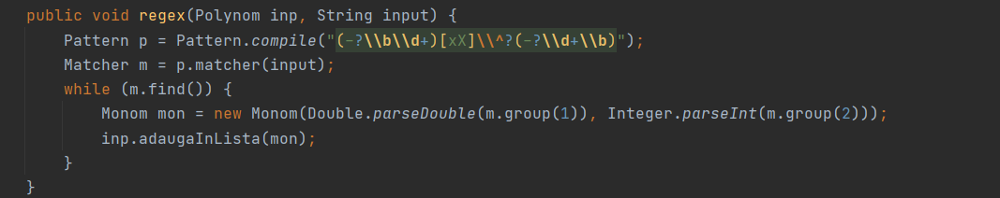 public void regex(Polynom inp, String input) {
    Pattern p = Pattern.compile("(-?\\b\\d+)[xX]\\^?(-?\\d+\\b)");
    Matcher m = p.matcher(input);
    while (m.find()) {
        Monom mon = new Monom(Double.parseDouble(m.group(1)), Integer.parseInt(m.group(2)));
        inp.adaugaInLista(mon);
    }
}